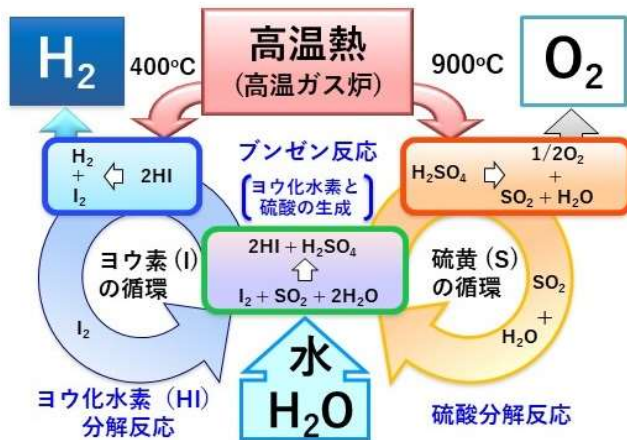 H₂
400°C
高温熱
(高温ガス炉)
900°C
O₂
H₂
+
I₂
2HI
ブンゼン反応
ヨウ化水素と
硫酸の生成
H₂SO₄
1/2O₂
+
SO₂ + H₂O
ヨウ素(I)
の循環
2HI + H₂SO₄
I₂ + SO₂ + 2H₂O
硫黄(S)
の循環
I₂
SO₂
+
H₂O
水
H₂O
ヨウ化水素(HI)
分解反応
硫酸分解反応